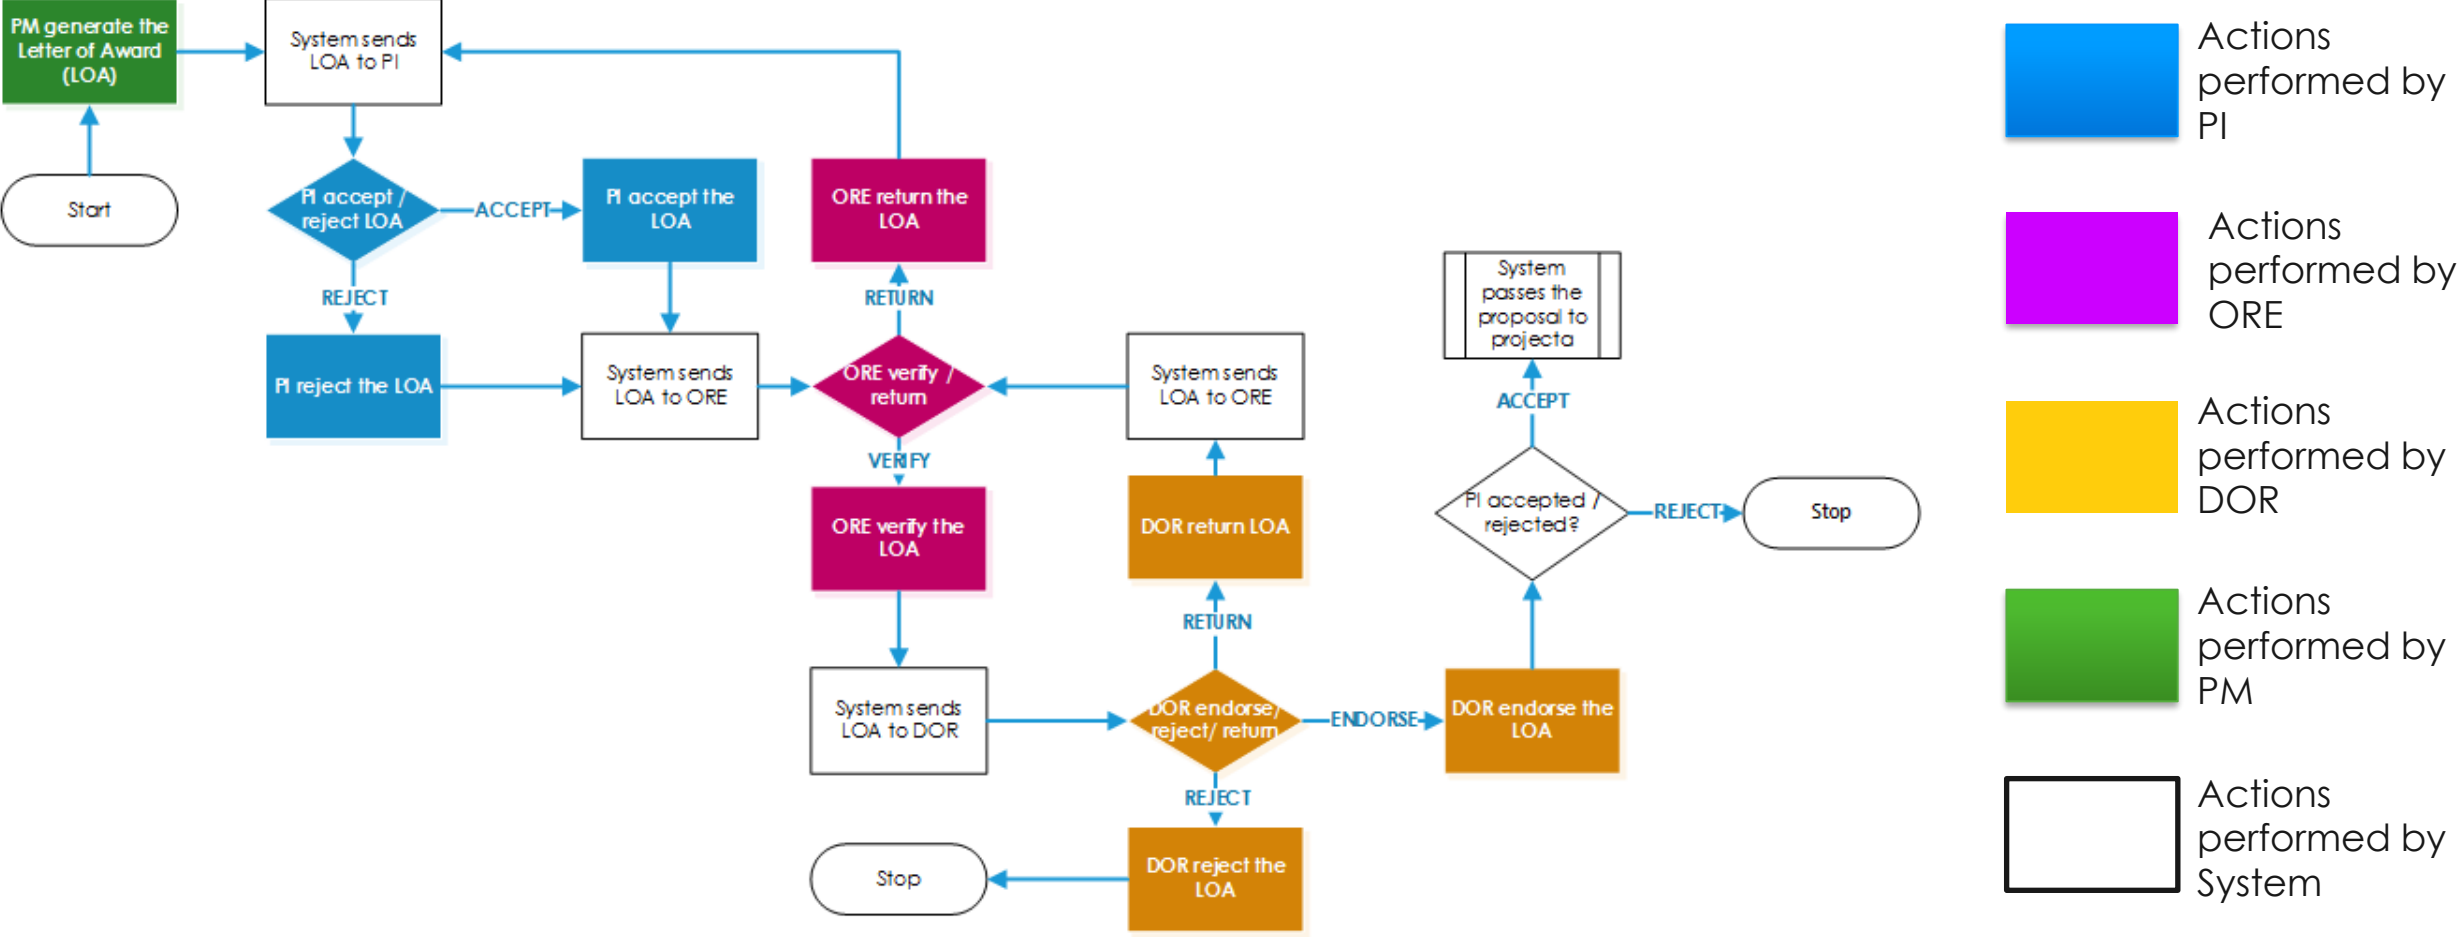 PM generate the
Letter of Award
(LOA)
System sends
LOA to PI
Start
PI accept /
reject LOA
ACCEPT
PI accept the
LOA
REJECT
PI reject the LOA
System sends
LOA to ORE
ORE return the
LOA
RETURN
ORE verify /
return
VERIFY
ORE verify the
LOA
System sends
LOA to DOR
System sends
LOA to ORE
DOR return LOA
RETURN
DOR endorse/
reject/ return
ENDORSE
DOR endorse the
LOA
REJECT
DOR reject the
LOA
Stop
System
passes the
proposal to
projecta
ACCEPT
PI accepted /
rejected?
REJECT
Stop
Actions
performed by
PI
Actions
performed by
ORE
Actions
performed by
DOR
Actions
performed by
PM
Actions
performed by
System